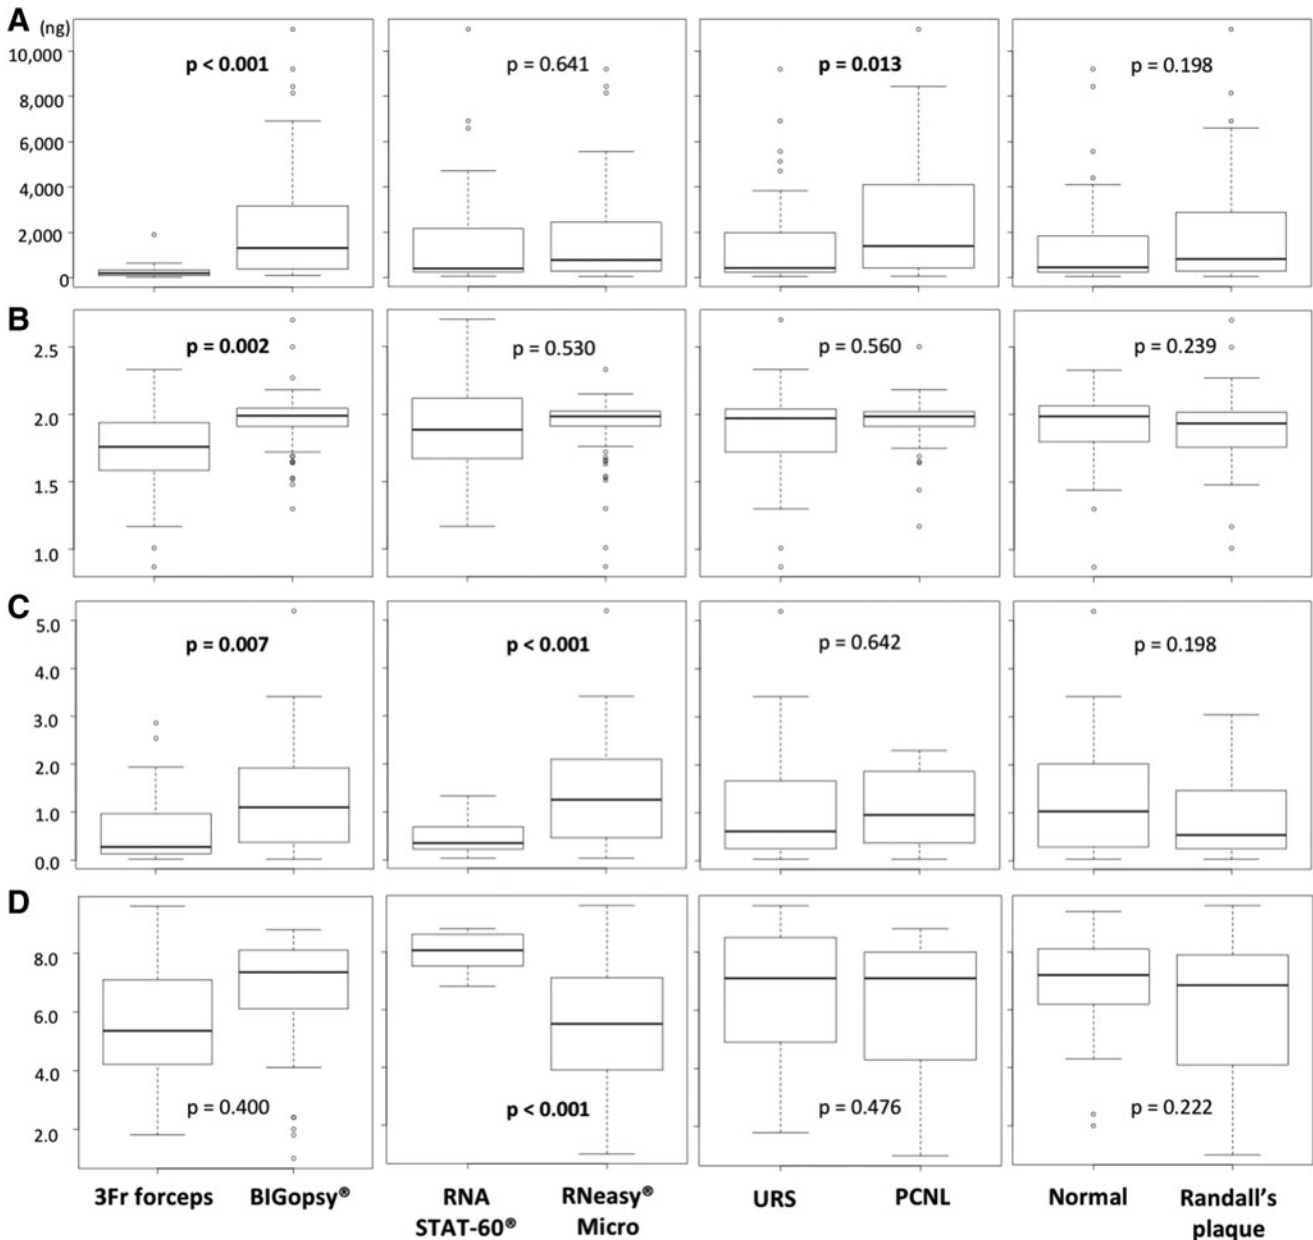 A (ng)
p < 0.001 p = 0.641 p = 0.013 p = 0.198
10,000
8,000
6,000
4,000
2,000
0
B
p = 0.002 p = 0.530 p = 0.560 p = 0.239
2.5
2.0
1.5
1.0
C
5.0
p = 0.007 p < 0.001 p = 0.642 p = 0.198
4.0
3.0
2.0
1.0
0.0
D
8.0
6.0
4.0
p = 0.400 p < 0.001 p = 0.476 p = 0.222
2.0
3Fr forceps BIGopsy® RNA RNeasy® URS PCNL Normal Randall's
STAT-60® Micro plaque